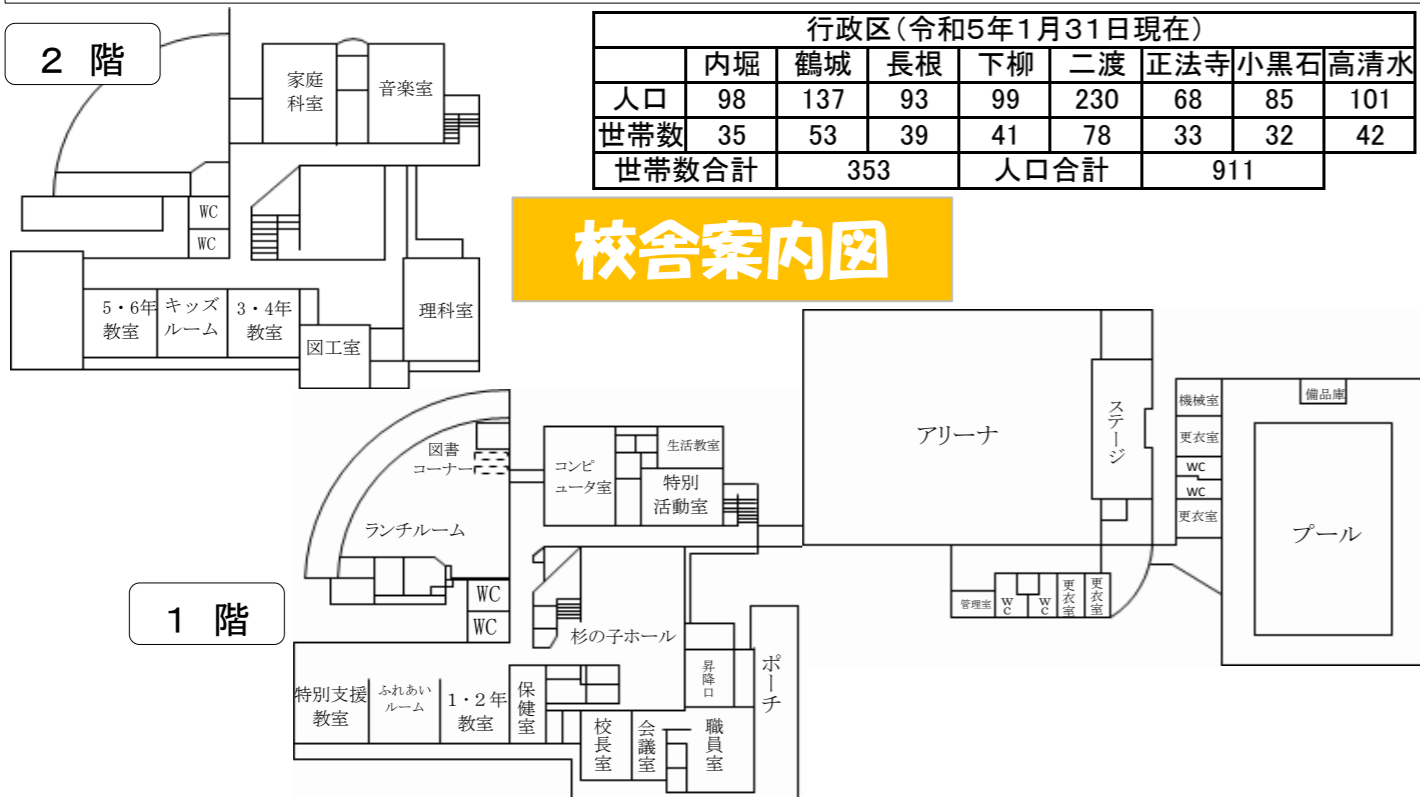 ２ 階
行政区(令和5年1月31日現在)
内堀 鶴城 長根 下柳 二渡 正法寺 小黒石 高清水
人口 98 137 93 99 230 68 85 101
世帯数 35 53 39 41 78 33 32 42
世帯数合計 353 人口合計 911
校舎案内図
家庭
科室
音楽室
WC
WC
5・6年
教室
キッズ
ルーム
3・4年
教室
図工室
理科室
１ 階
図書
コーナー
ランチルーム
コンピ
ュータ室
生活教室
特別
活動室
WC
WC
杉の子ホール
昇降口
ポーチ
特別支援
教室
ふれあい
ルーム
1・2年
教室
保健室
校長室
会議室
職員室
アリーナ
ステージ
管理室
WC
WC
更衣室
更衣室
機械室
更衣室
WC
WC
更衣室
備品庫
プール